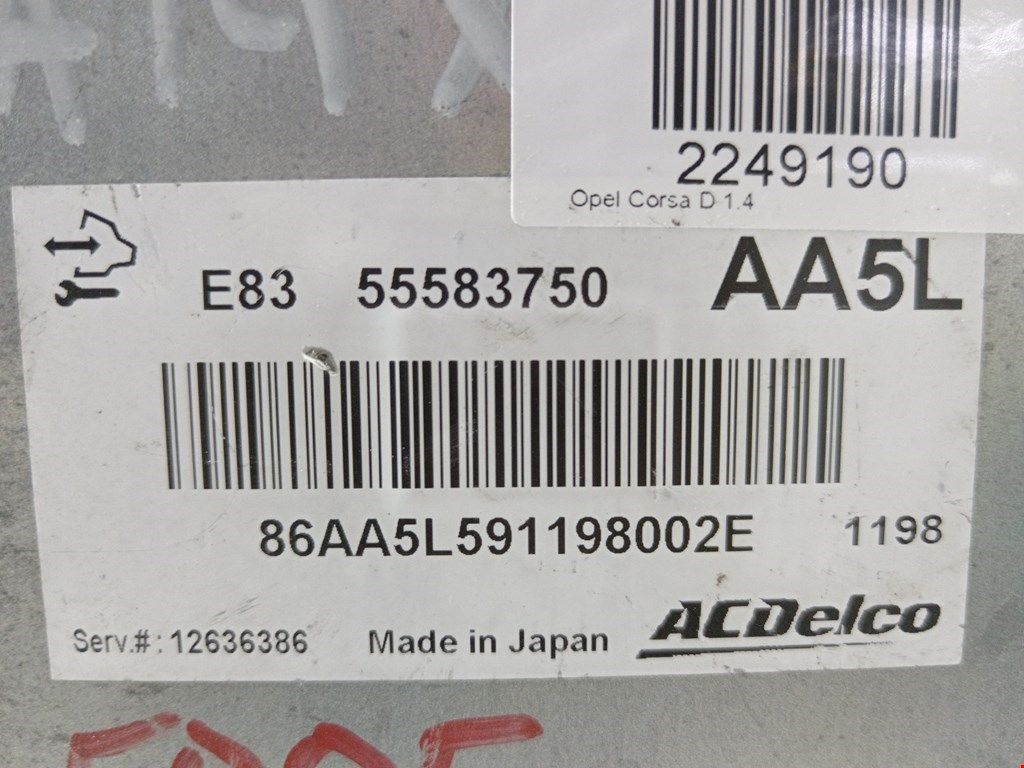 2249190
Opel Corsa D 1.4
E83 55583750 AA5L
86AA5L591198002E 1198
Serv.#: 12636386 Made in Japan ACDelco